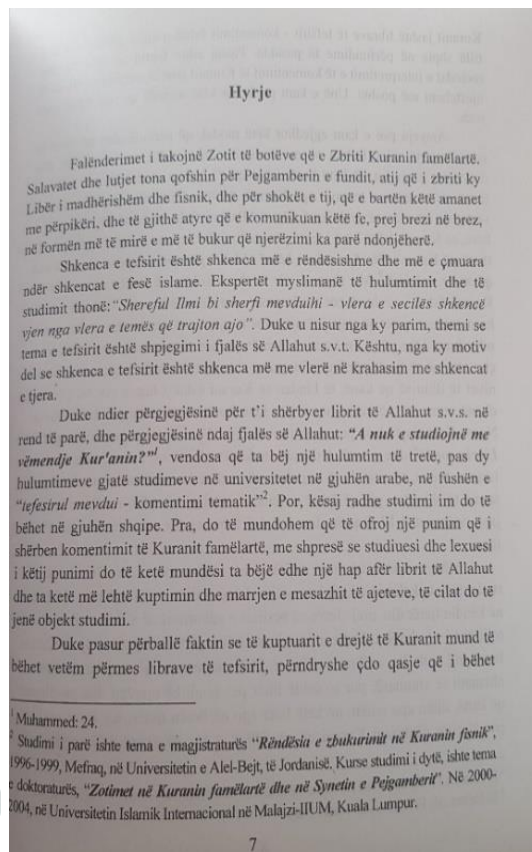 Hyrje
Falënderimet i takojnë Zotit të botëve që e Zbriti Kuranin famëlartë.
Salavatet dhe lutjet tona qofshin për Pejgamberin e fundit, atij që i zbriti ky
Libër i madhërishëm dhe fisnik, dhe për shokët e tij, që e bartën këtë amanet
me përpikëri, dhe të gjithë atyre që e komunikuan këtë fe, prej brezi në brez,
në formën më të mirë e më të bukur që njerëzimi ka parë ndonjëherë.
Shkenca e tefsirit është shkenca më e rëndësishme dhe më e çmuara
ndër shkencat e fesë islame. Ekspertët myslimanë të hulumtimit dhe të
studimit thonë: "Shereful Ilmi bi sherfi mevduihi - vlera e secilës shkencë
vjen nga vlera e temës që trajton ajo". Duke u nisur nga ky parim, themi se
tema e tefsirit është shpjegimi i fjalës së Allahut s.v.t. Kështu, nga ky motiv
del se shkenca e tefsirit është shkenca më me vlerë në krahasim me shkencat
e tjera.
Duke ndier përgjegjësinë për t'i shërbyer librit të Allahut s.v.s. në
rend të parë, dhe përgjegjësinë ndaj fjalës së Allahut: "A nuk e studiojnë me
vëmendje Kur'anin?"¹, vendosa që ta bëj një hulumtim të tretë, pas dy
hulumtimeve gjatë studimeve në universitetet në gjuhën arabe, në fushën e
"tefesirul mevdui - komentimi tematik"². Por, kësaj radhe studimi im do të
bëhet në gjuhën shqipe. Pra, do të mundohem që të ofroj një punim që i
shërben komentimit të Kuranit famëlartë, me shpresë se studiuesi dhe lexuesi
i këtij punimi do të ketë mundësi ta bëjë edhe një hap afër librit të Allahut
dhe ta ketë më lehtë kuptimin dhe marrjen e mesazhit të ajeteve, të cilat do të
jenë objekt studimi.
Duke pasur përballë faktin se të kuptuarit e drejtë të Kuranit mund të
bëhet vetëm përmes librave të tefsirit, përndryshe çdo qasje që i bëhet
¹ Muhammed: 24.
² Studimi i parë ishte tema e magjistraturës "Rëndësia e zbukurimit në Kuranin fisnik",
1996-1999, Mefraq, në Universitetin e Alel-Bejt, të Jordanisë. Kurse studimi i dytë, ishte tema
e doktoraturës, "Zotimet në Kuranin famëlartë dhe në Synetin e Pejgamberit". Në 2000-
2004, në Universitetin Islamik Internacional në Malajzi-IIUM, Kuala Lumpur.
7